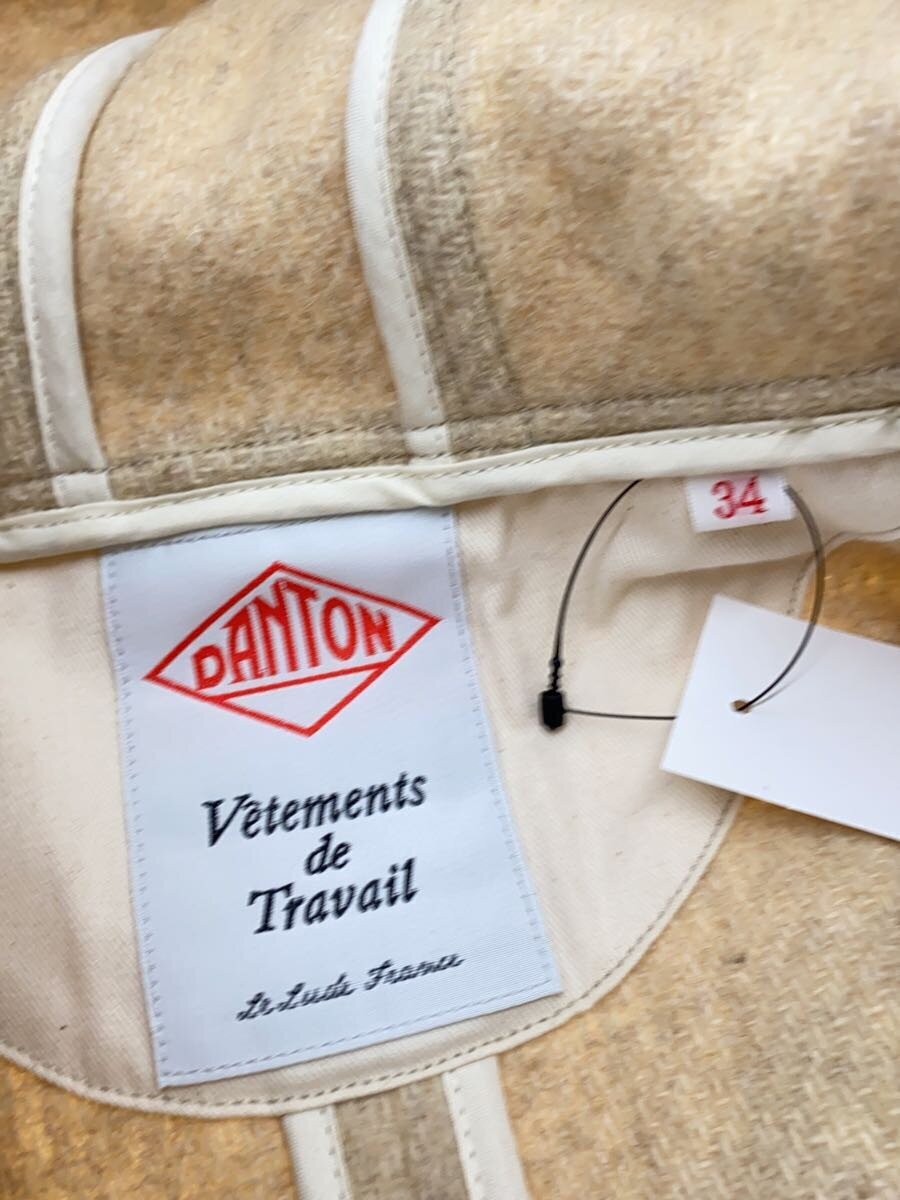 34
DANTON
Vêtements
de
Travail
Le Lude France